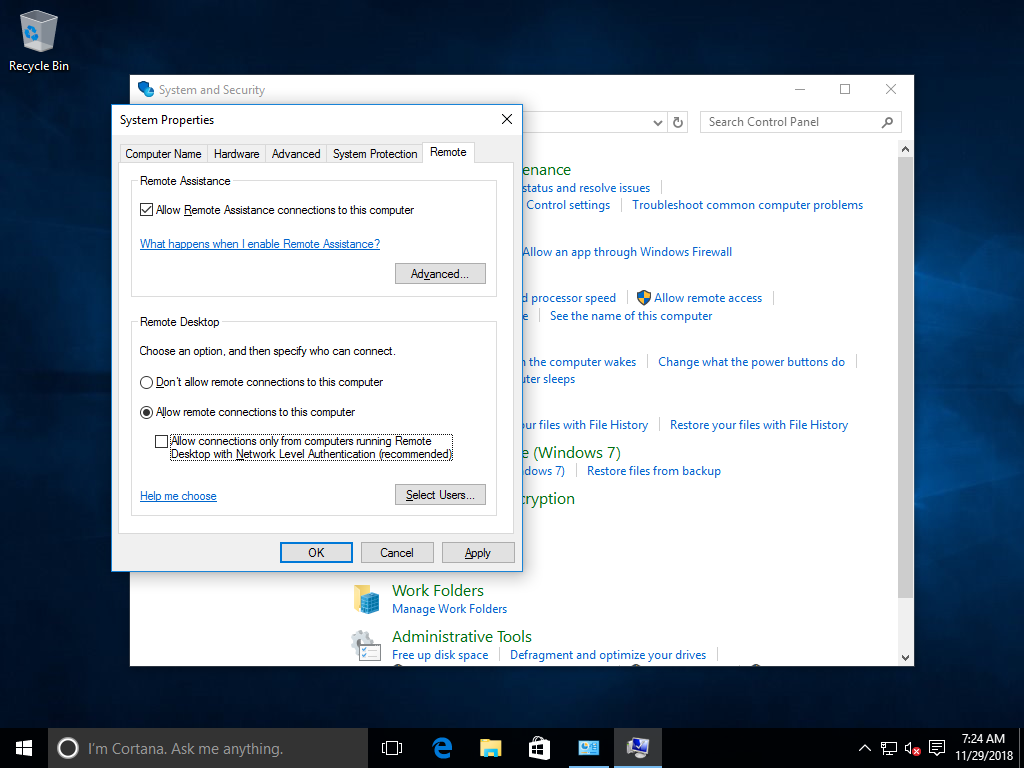 Recycle Bin
System and Security
Search Control Panel
System Properties
Computer Name
Hardware
Advanced
System Protection
Remote
Remote Assistance
Allow Remote Assistance connections to this computer
What happens when I enable Remote Assistance?
Advanced...
Remote Desktop
Choose an option, and then specify who can connect.
Don't allow remote connections to this computer
Allow remote connections to this computer
Allow connections only from computers running Remote
Desktop with Network Level Authentication (recommended)
Help me choose
Select Users...
OK
Cancel
Apply
enance
status and resolve issues
Control settings
Troubleshoot common computer problems
Allow an app through Windows Firewall
d processor speed
Allow remote access
e
See the name of this computer
n the computer wakes
Change what the power buttons do
uter sleeps
our files with File History
Restore your files with File History
e (Windows 7)
dows 7)
Restore files from backup
cryption
Work Folders
Manage Work Folders
Administrative Tools
Free up disk space
Defragment and optimize your drives
I'm Cortana. Ask me anything.
7:24 AM
11/29/2018